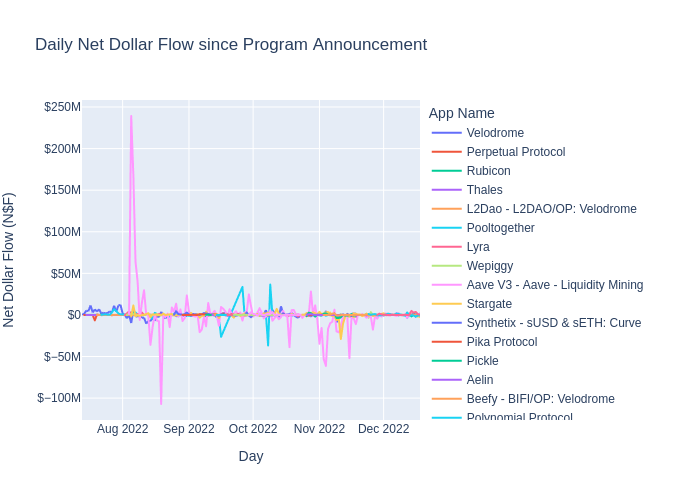 Daily Net Dollar Flow since Program Announcement
Net Dollar Flow (N$F)
$250M
$200M
$150M
$100M
$50M
$0
−$50M
−$100M
Aug 2022
Sep 2022
Oct 2022
Nov 2022
Dec 2022
Day
App Name
Velodrome
Perpetual Protocol
Rubicon
Thales
L2Dao - L2DAO/OP: Velodrome
Pooltogether
Lyra
Wepiggy
Aave V3 - Aave - Liquidity Mining
Stargate
Synthetix - sUSD & sETH: Curve
Pika Protocol
Pickle
Aelin
Beefy - BIFI/OP: Velodrome
Polynomial Protocol